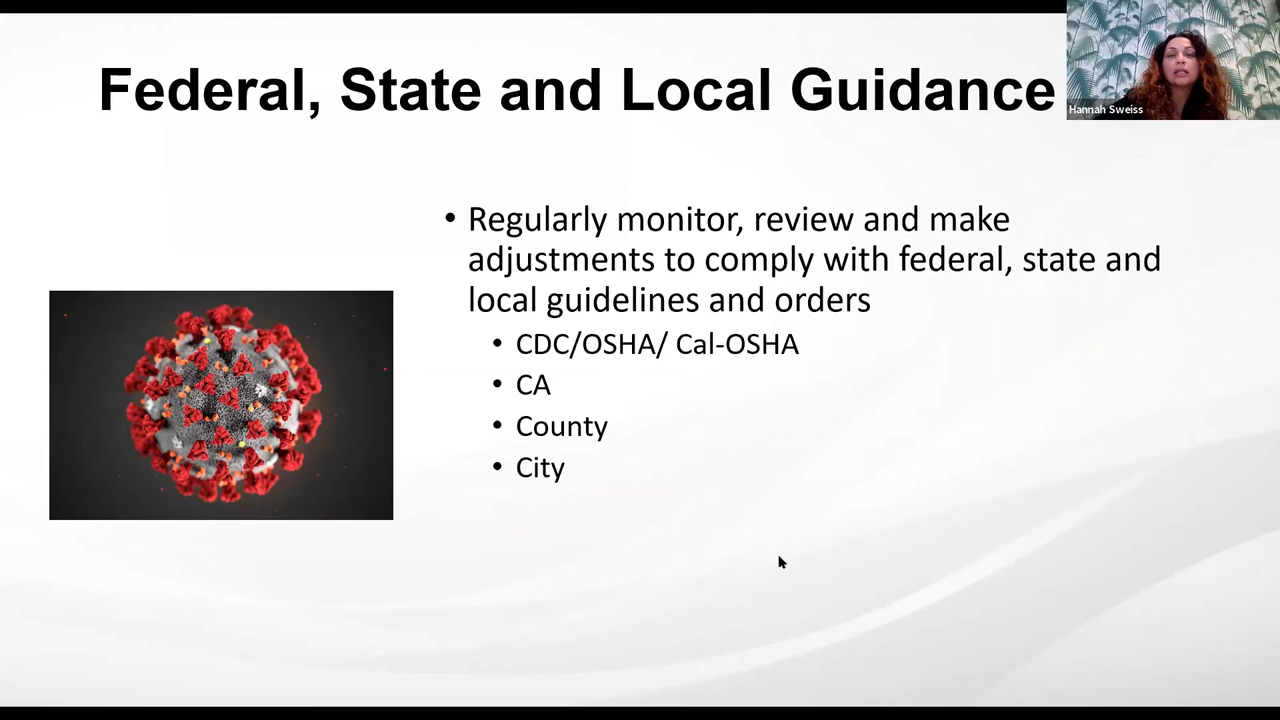 Federal, State and Local Guidance
Hannah Sweiss
• Regularly monitor, review and make
adjustments to comply with federal, state and
local guidelines and orders
• CDC/OSHA/ Cal-OSHA
• CA
• County
• City